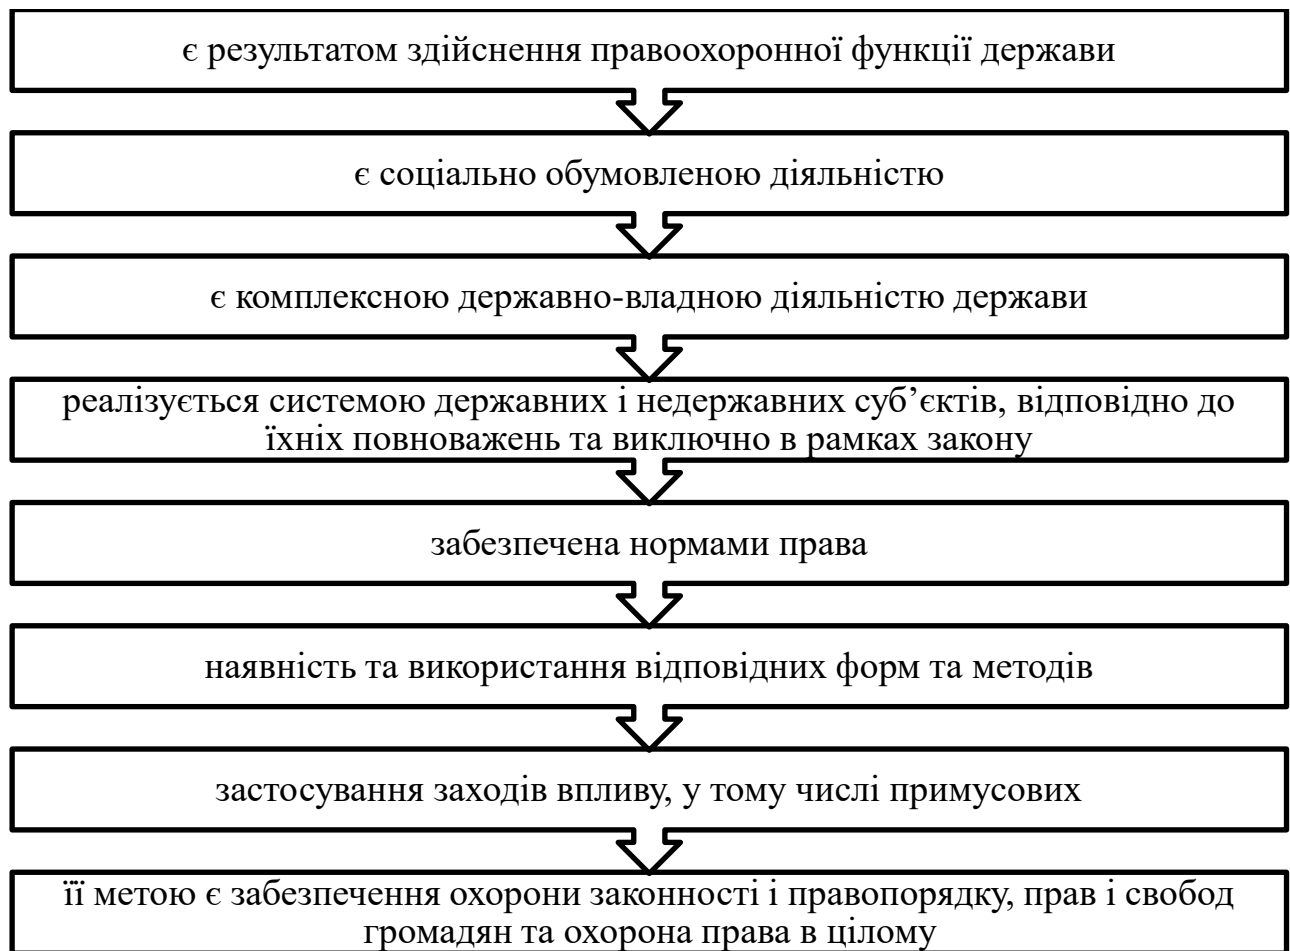 є результатом здійснення правоохоронної функції держави
є соціально обумовленою діяльністю
є комплексною державно-владною діяльністю держави
реалізується системою державних і недержавних суб’єктів, відповідно до
їхніх повноважень та виключно в рамках закону
забезпечена нормами права
наявність та використання відповідних форм та методів
застосування заходів впливу, у тому числі примусових
її метою є забезпечення охорони законності і правопорядку, прав і свобод
громадян та охорона права в цілому